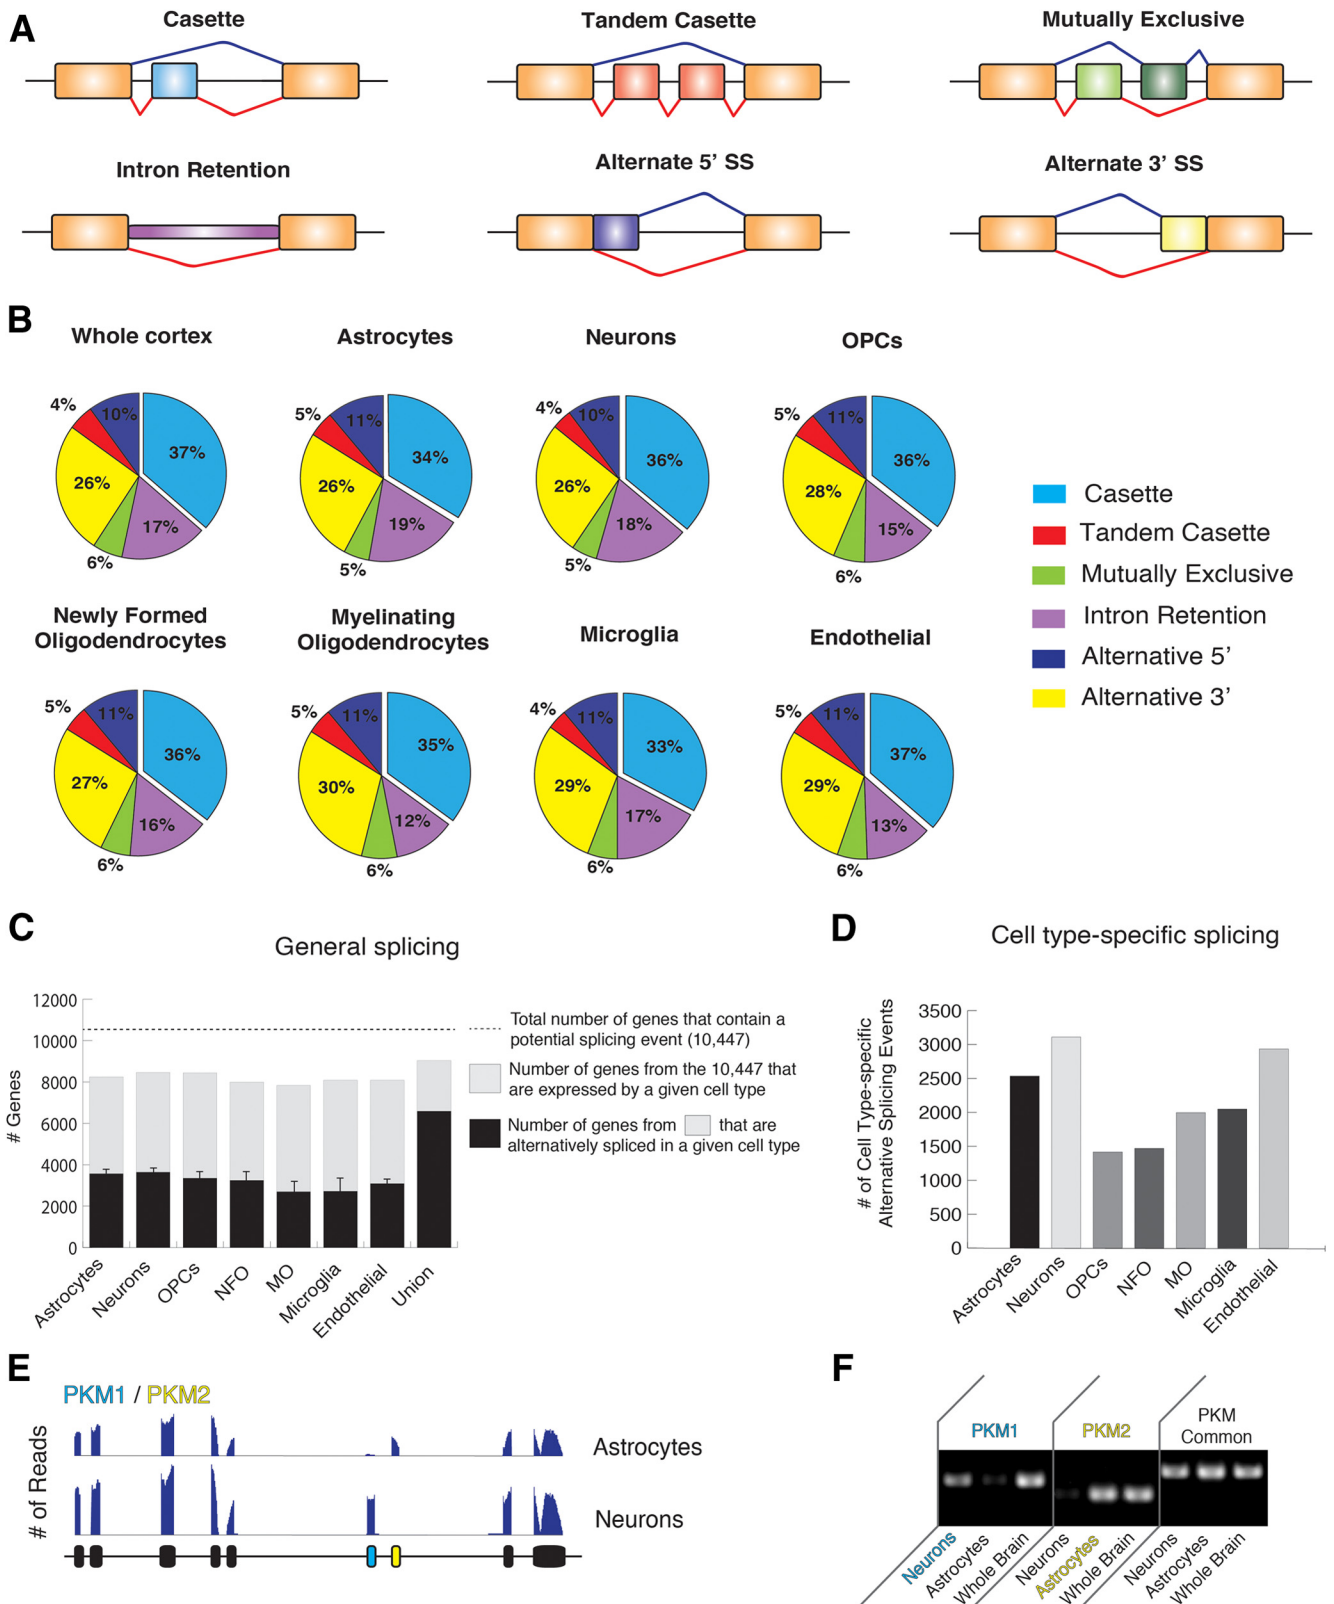 A
Casette
Tandem Casette
Mutually Exclusive
Intron Retention
Alternate 5' SS
Alternate 3' SS
B
Whole cortex
Astrocytes
Neurons
OPCs
4%
10%
37%
26%
17%
6%
5%
11%
34%
26%
19%
5%
4%
10%
36%
26%
18%
5%
5%
11%
36%
28%
15%
6%
Casette
Tandem Casette
Mutually Exclusive
Intron Retention
Alternative 5'
Alternative 3'
Newly Formed
Oligodendrocytes
Myelinating
Oligodendrocytes
Microglia
Endothelial
5%
11%
36%
27%
16%
6%
5%
11%
35%
30%
12%
6%
4%
11%
33%
29%
17%
6%
5%
11%
37%
29%
13%
6%
C
General splicing
# Genes
12000
10000
8000
6000
4000
2000
0
Astrocytes
Neurons
OPCs
NFO
MO
Microglia
Endothelial
Union
Total number of genes that contain a
potential splicing event (10,447)
Number of genes from the 10,447 that
are expressed by a given cell type
Number of genes from that are
alternatively spliced in a given cell type
D
Cell type-specific splicing
# of Cell Type-specific
Alternative Splicing Events
3500
3000
2500
2000
1500
1000
500
0
Astrocytes
Neurons
OPCs
NFO
MO
Microglia
Endothelial
E
PKM1 / PKM2
# of Reads
Astrocytes
Neurons
F
PKM1
PKM2
PKM
Common
Neurons
Astrocytes
Whole Brain
Neurons
Astrocytes
Whole Brain
Neurons
Astrocytes
Whole Brain